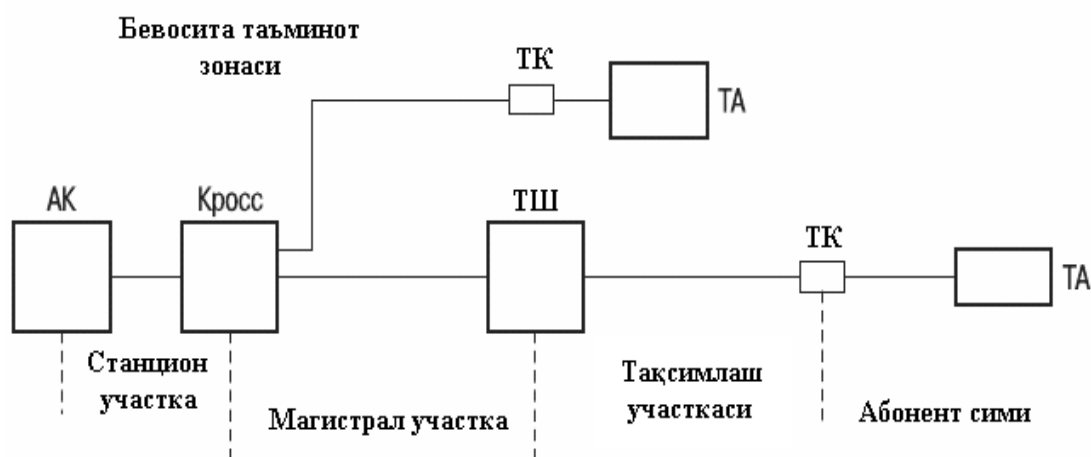 Бевосита таъминот
зонаси
ТК
ТА
АК
Кросс
ТШ
ТК
ТА
Станцион
участка
Магистрал участка
Тақсимлаш
участкаси
Абонент сими